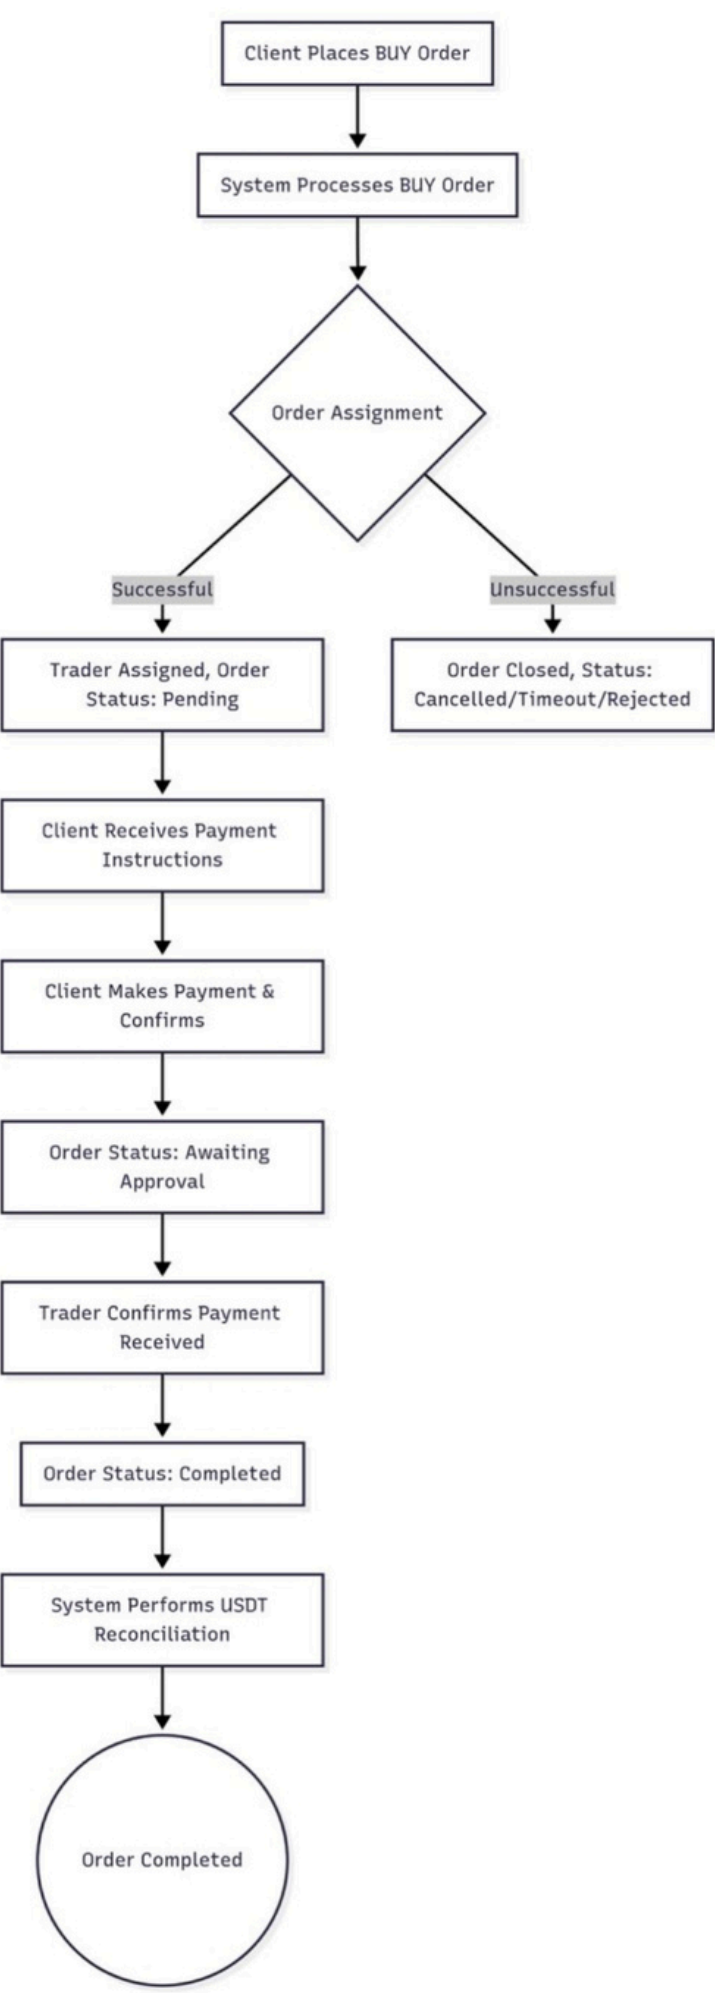 Client Places BUY Order
System Processes BUY Order
Order Assignment
Successful
Unsuccessful
Trader Assigned, Order
Status: Pending
Order Closed, Status:
Cancelled/Timeout/Rejected
Client Receives Payment
Instructions
Client Makes Payment &
Confirms
Order Status: Awaiting
Approval
Trader Confirms Payment
Received
Order Status: Completed
System Performs USDT
Reconciliation
Order Completed